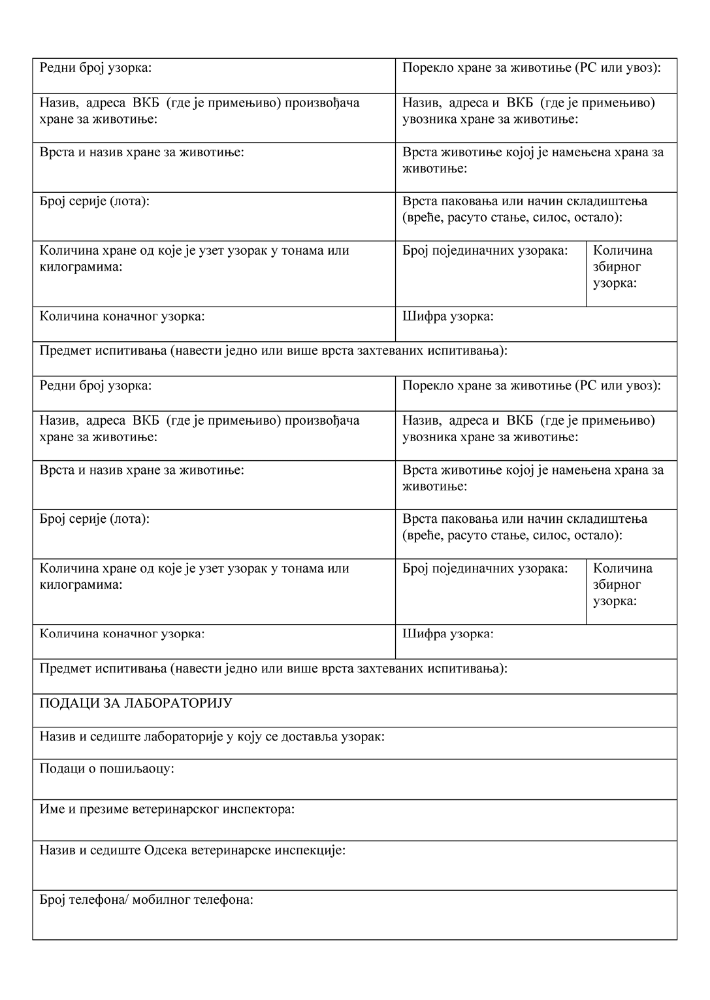 Редни број узорка:
Порекло хране за животиње (РС или увоз):
Назив, адреса ВКБ (где је примењиво) произвођача
хране за животиње:
Назив, адреса и ВКБ (где је примењиво)
увозника хране за животиње:
Врста и назив хране за животиње:
Врста животиње којој је намењена храна за
животиње:
Број серије (лота):
Врста паковања или начин складиштења
(вреће, расуто стање, силос, остало):
Количина хране од које је узет узорак у тонама или
килограмима:
Број појединачних узорака:
Количина
збирног
узорка:
Количина коначног узорка:
Шифра узорка:
Предмет испитивања (навести једно или више врста захтеваних испитивања):
Редни број узорка:
Порекло хране за животиње (РС или увоз):
Назив, адреса ВКБ (где је примењиво) произвођача
хране за животиње:
Назив, адреса и ВКБ (где је примењиво)
увозника хране за животиње:
Врста и назив хране за животиње:
Врста животиње којој је намењена храна за
животиње:
Број серије (лота):
Врста паковања или начин складиштења
(вреће, расуто стање, силос, остало):
Количина хране од које је узет узорак у тонама или
килограмима:
Број појединачних узорака:
Количина
збирног
узорка:
Количина коначног узорка:
Шифра узорка:
Предмет испитивања (навести једно или више врста захтеваних испитивања):
ПОДАЦИ ЗА ЛАБОРАТОРИЈУ
Назив и седиште лабораторије у коју се доставља узорак:
Подаци о пошиљаоцу:
Име и презиме ветеринарског инспектора:
Назив и седиште Одсека ветеринарске инспекције:
Број телефона/ мобилног телефона: